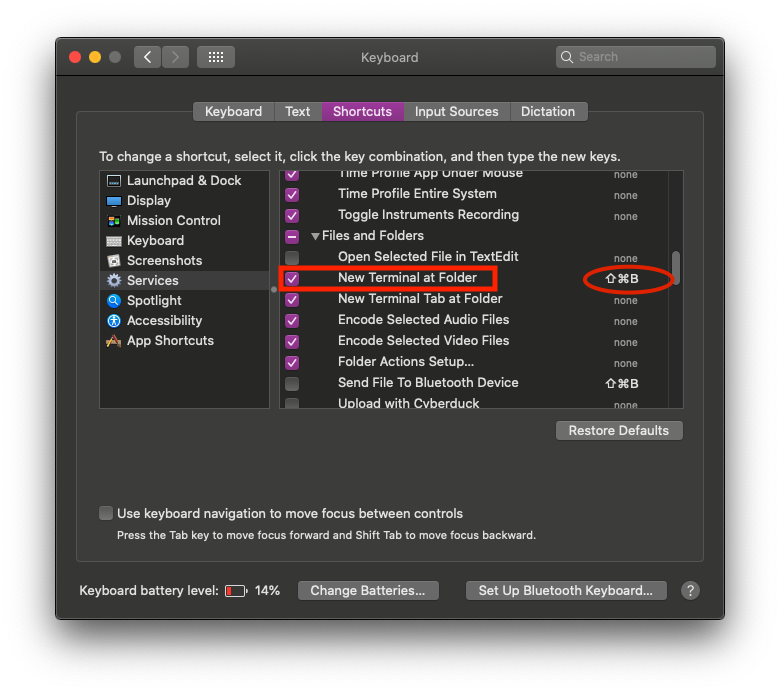 Keyboard
Search
Keyboard Text Shortcuts Input Sources Dictation
To change a shortcut, select it, click the key combination, and then type the new keys.
Launchpad & Dock
Display
Mission Control
Keyboard
Screenshots
Services
Spotlight
Accessibility
App Shortcuts
Time Profile App Under Mouse none
Time Profile Entire System none
Toggle Instruments Recording none
Files and Folders
Open Selected File in TextEdit none
New Terminal at Folder ⇧⌘B
New Terminal Tab at Folder none
Encode Selected Audio Files none
Encode Selected Video Files none
Folder Actions Setup... none
Send File To Bluetooth Device ⇧⌘B
Upload with Cyberduck none
Restore Defaults
Use keyboard navigation to move focus between controls
Press the Tab key to move focus forward and Shift Tab to move focus backward.
Keyboard battery level: 14% Change Batteries... Set Up Bluetooth Keyboard... ?